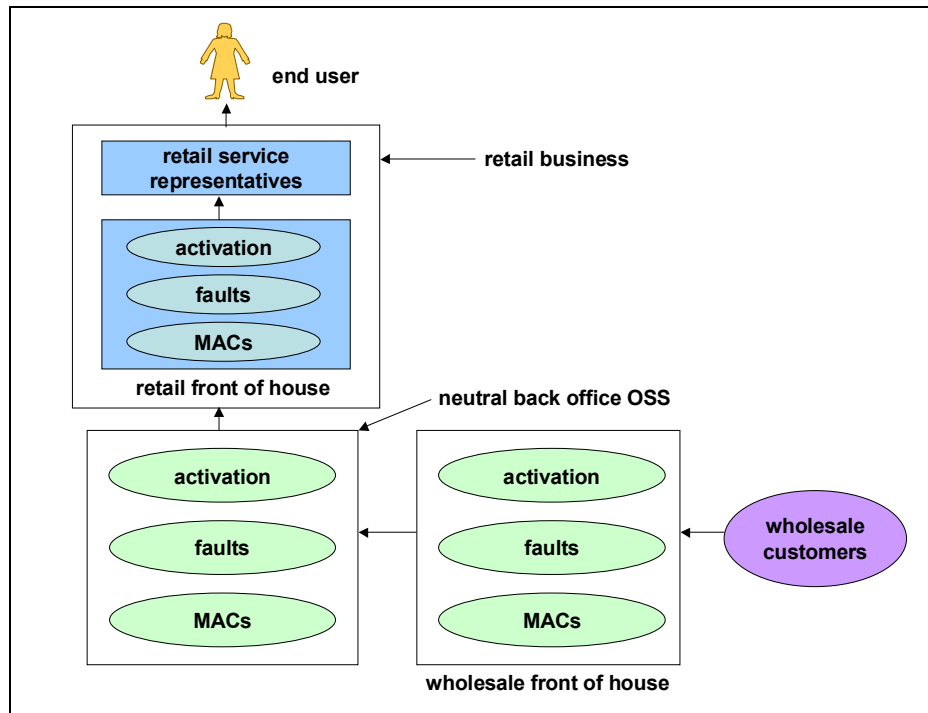 end user
retail service
representatives
retail business
activation
faults
MACs
retail front of house
neutral back office OSS
activation
faults
MACs
activation
faults
MACs
wholesale
customers
wholesale front of house